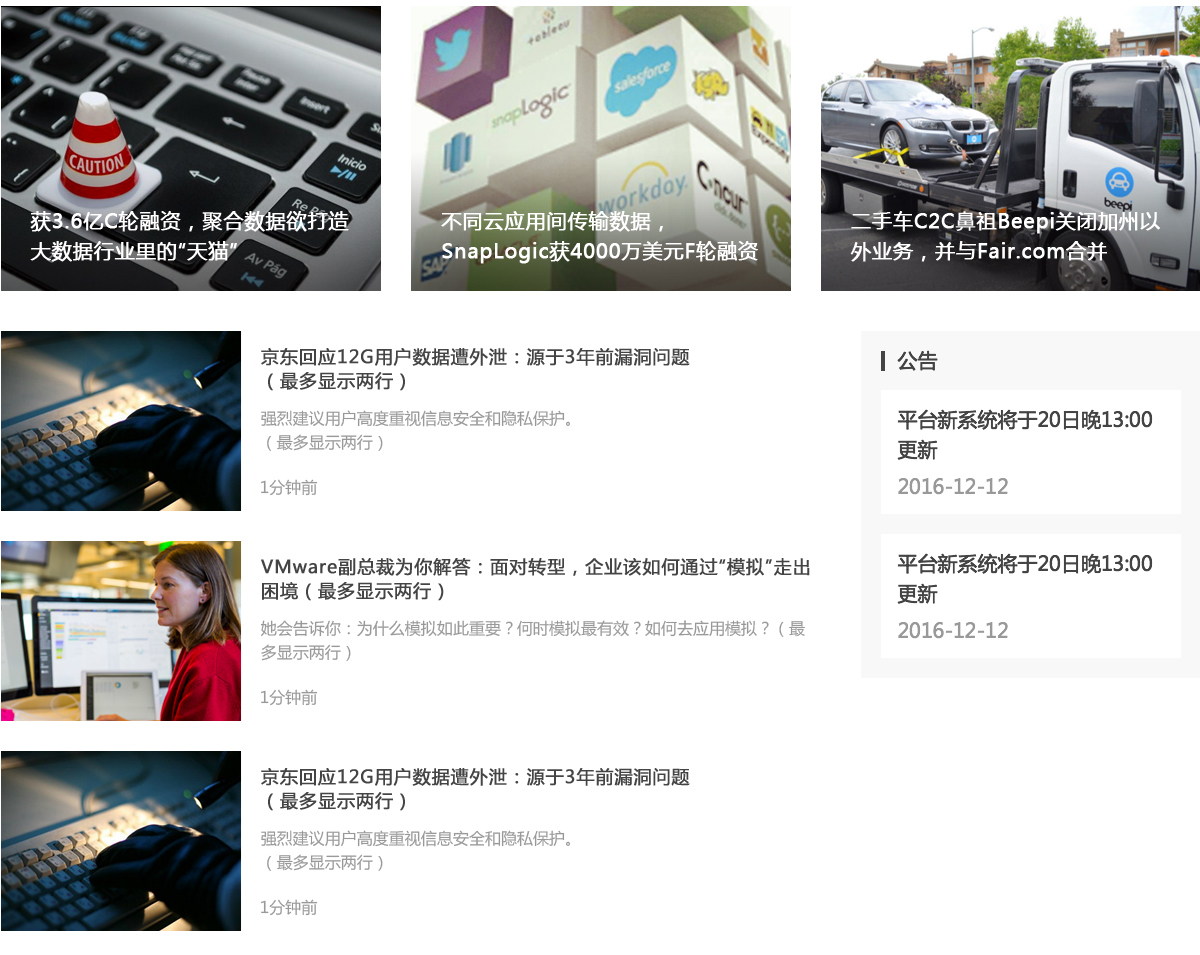 Insert
Inicio
CAUTION
Re Pág
Av Pág
获3.6亿C轮融资，聚合数据欲打造
大数据行业里的“天猫”
tableau
snapLogic
salesforce
workday.
Concur
SAP
不同云应用间传输数据，
SnapLogic获4000万美元F轮融资
beepi
二手车C2C鼻祖Beepi关闭加州以
外业务，并与Fair.com合并
京东回应12G用户数据遭外泄：源于3年前漏洞问题
（最多显示两行）
强烈建议用户高度重视信息安全和隐私保护。
（最多显示两行）
1分钟前
VMware副总裁为你解答：面对转型，企业该如何通过“模拟”走出
困境（最多显示两行）
她会告诉你：为什么模拟如此重要？何时模拟最有效？如何去应用模拟？（最
多显示两行）
1分钟前
京东回应12G用户数据遭外泄：源于3年前漏洞问题
（最多显示两行）
强烈建议用户高度重视信息安全和隐私保护。
（最多显示两行）
1分钟前
公告
平台新系统将于20日晚13:00
更新
2016-12-12
平台新系统将于20日晚13:00
更新
2016-12-12